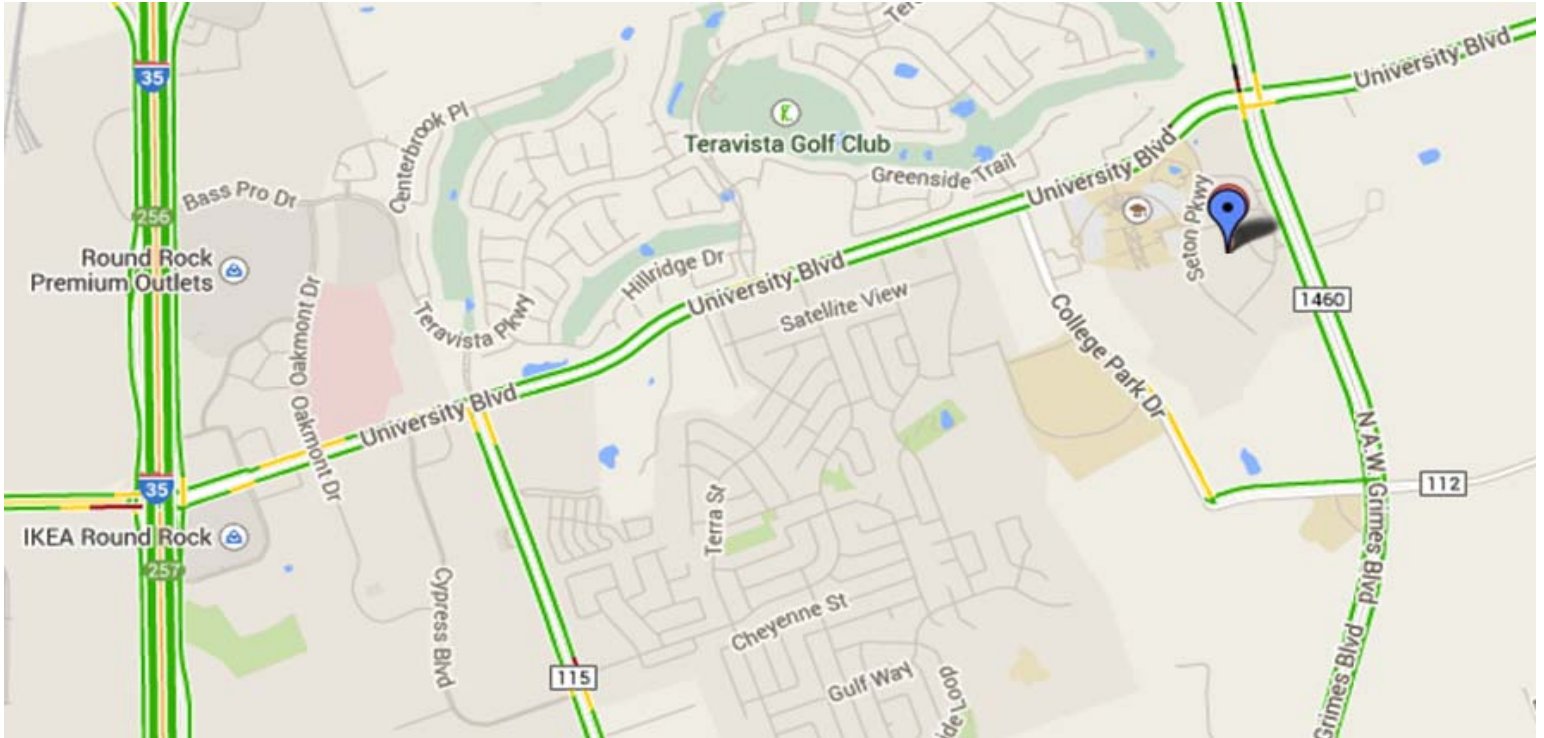 35
University Blvd
Ter
Centerbrook Pl
Teravista Golf Club
Greenside Trail
University Blvd
Bass Pro Dr
256
Seton Pkwy
Round Rock
Premium Outlets
Hillridge Dr
University Blvd
Satellite View
1460
Oakmont Dr
Teravista Pkwy
College Park Dr
University Blvd
Oakmont Dr
N A.W. Grimes Blvd
35
112
Terra St
IKEA Round Rock
257
Cypress Blvd
Cheyenne St
115
Gulf Way
Loop
Grimes Blvd